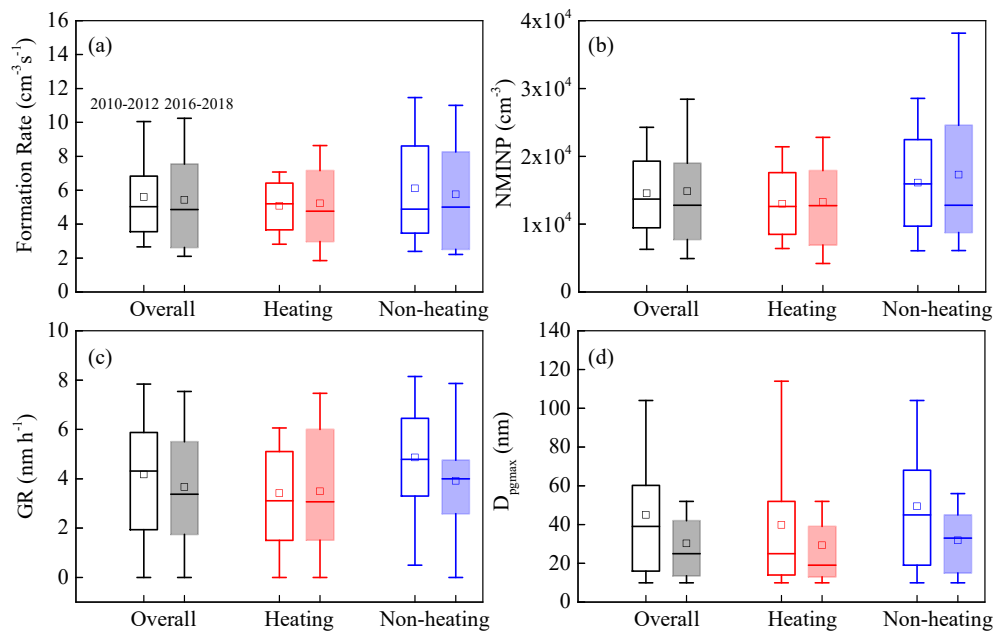 (a)
Formation Rate (cm⁻³s⁻¹)
16
14
12
10
8
6
4
2
0
2010-2012 2016-2018
Overall Heating Non-heating
(b)
NMINP (cm⁻³)
4x10⁴
3x10⁴
2x10⁴
1x10⁴
0
Overall Heating Non-heating
(c)
GR (nm h⁻¹)
10
8
6
4
2
0
Overall Heating Non-heating
(d)
D_pgmax (nm)
140
120
100
80
60
40
20
0
Overall Heating Non-heating